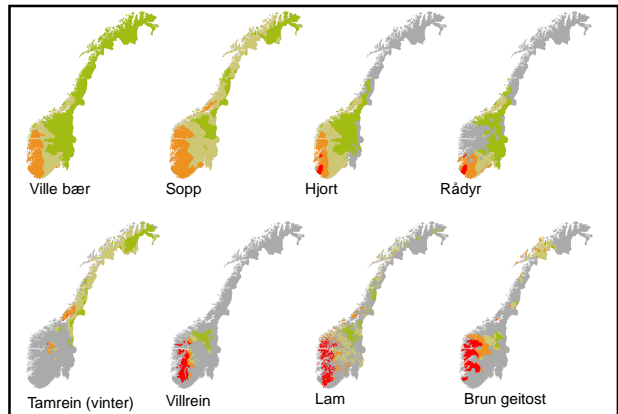 Ville bær
Sopp
Hjort
Rådyr
Tamrein (vinter)
Villrein
Lam
Brun geitost